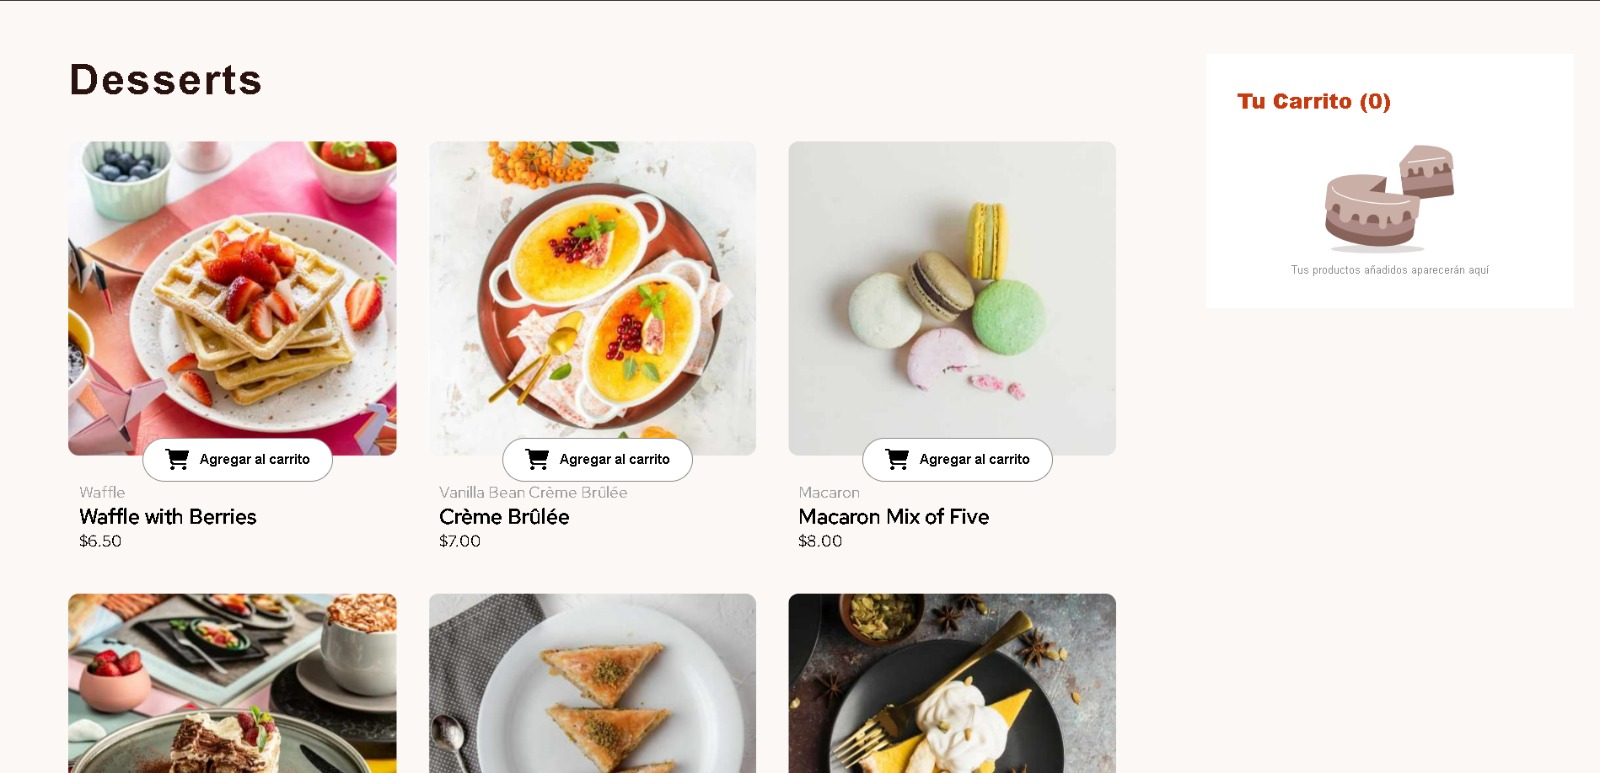 Desserts
Tu Carrito (0)
Tus productos añadidos aparecerán aquí
Agregar al carrito
Waffle
Waffle with Berries
$6.50
Agregar al carrito
Vanilla Bean Crème Brûlée
Crème Brûlée
$7.00
Agregar al carrito
Macaron
Macaron Mix of Five
$8.00